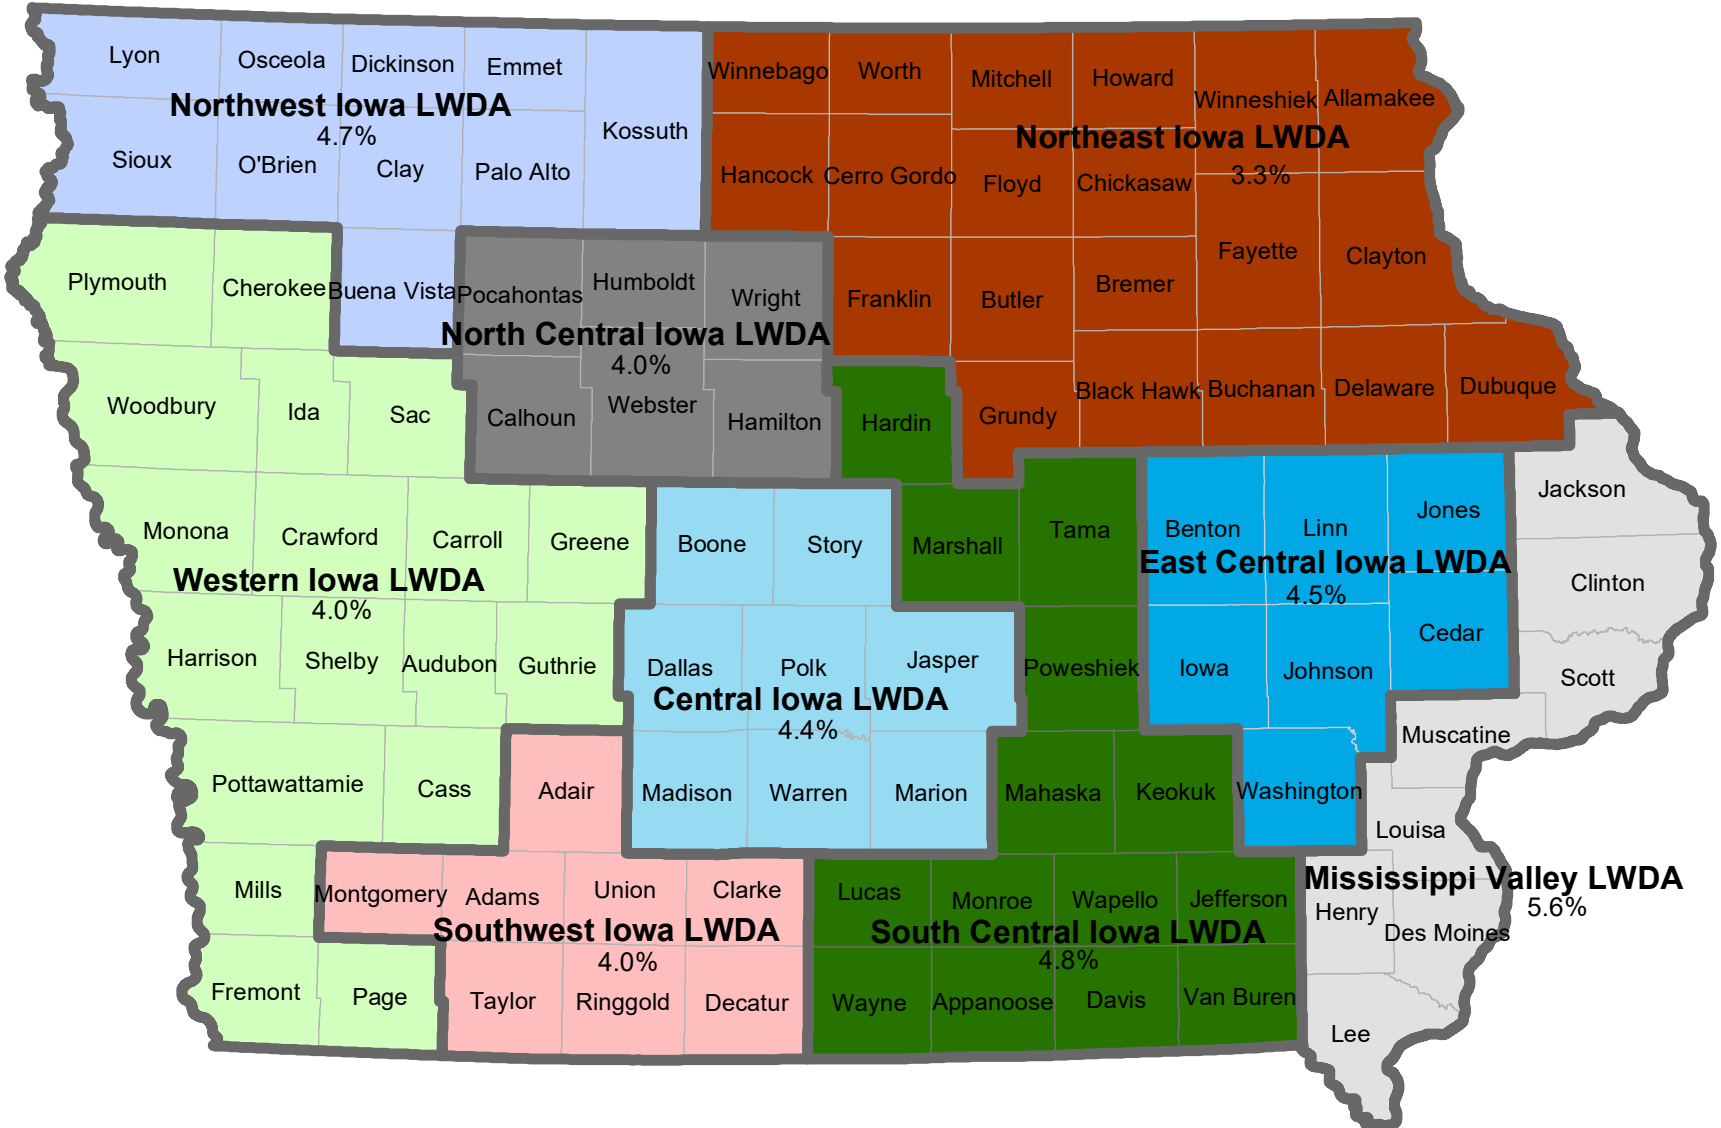 Lyon
Osceola
Dickinson
Emmet
Kossuth
Winnebago
Worth
Mitchell
Howard
Winneshiek
Allamakee
Northwest Iowa LWDA
4.7%
Northeast Iowa LWDA
3.3%
Sioux
O'Brien
Clay
Palo Alto
Hancock
Cerro Gordo
Floyd
Chickasaw
Fayette
Clayton
Plymouth
Cherokee
Buena Vista
Pocahontas
Humboldt
Wright
Franklin
Butler
Bremer
North Central Iowa LWDA
4.0%
Woodbury
Ida
Sac
Calhoun
Webster
Hamilton
Hardin
Grundy
Black Hawk
Buchanan
Delaware
Dubuque
Jackson
Monona
Crawford
Carroll
Greene
Boone
Story
Marshall
Tama
Benton
Linn
Jones
Western Iowa LWDA
4.0%
East Central Iowa LWDA
4.5%
Clinton
Harrison
Shelby
Audubon
Guthrie
Dallas
Polk
Jasper
Poweshiek
Iowa
Johnson
Cedar
Scott
Central Iowa LWDA
4.4%
Muscatine
Pottawattamie
Cass
Adair
Madison
Warren
Marion
Mahaska
Keokuk
Washington
Louisa
Mississippi Valley LWDA
5.6%
Mills
Montgomery
Adams
Union
Clarke
Lucas
Monroe
Wapello
Jefferson
Henry
Des Moines
Southwest Iowa LWDA
4.0%
South Central Iowa LWDA
4.8%
Fremont
Page
Taylor
Ringgold
Decatur
Wayne
Appanoose
Davis
Van Buren
Lee